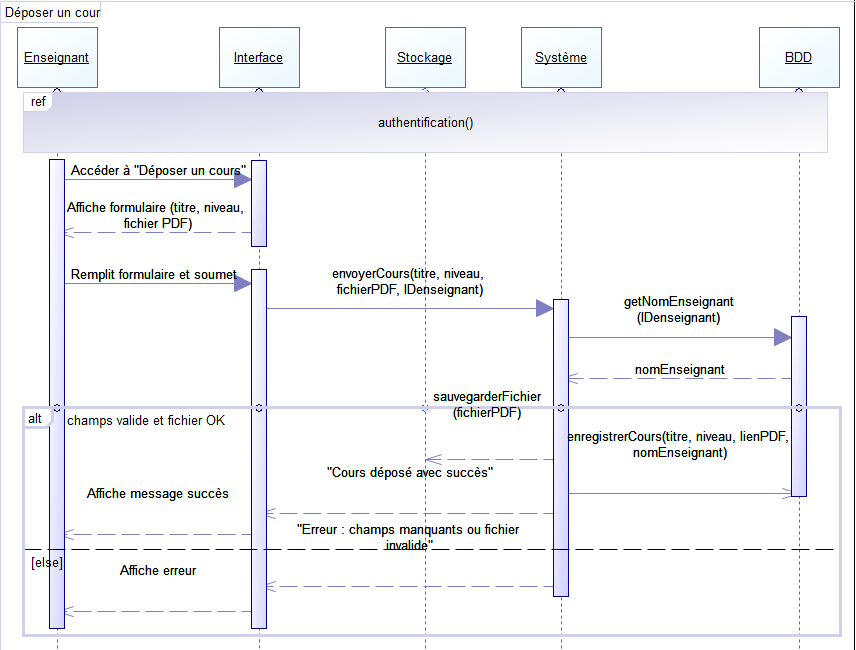 Déposer un cour
Enseignant
Interface
Stockage
Système
BDD
ref
authentification()
Accéder à "Déposer un cours"
Affiche formulaire (titre, niveau,
fichier PDF)
Remplit formulaire et soumet
envoyerCours(titre, niveau,
fichierPDF, IDenseignant)
getNomEnseignant
(IDenseignant)
nomEnseignant
sauvegarderFichier
(fichierPDF)
alt
champs valide et fichier OK
enregistrerCours(titre, niveau, lienPDF,
nomEnseignant)
"Cours déposé avec succès"
Affiche message succès
"Erreur : champs manquants ou fichier
invalide"
[else]
Affiche erreur